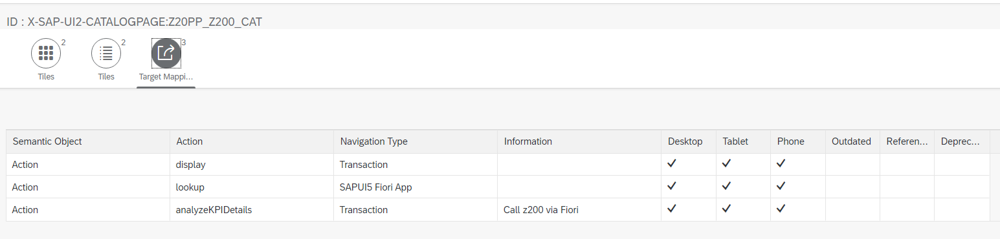 ID : X-SAP-UI2-CATALOGPAGE:Z20PP_Z200_CAT
2 2 3
Tiles Tiles Target Mappi...
Semantic Object Action Navigation Type Information Desktop Tablet Phone Outdated Referen... Deprec...
Action display Transaction
Action lookup SAPUI5 Fiori App
Action analyzeKPIDetails Transaction Call z200 via Fiori